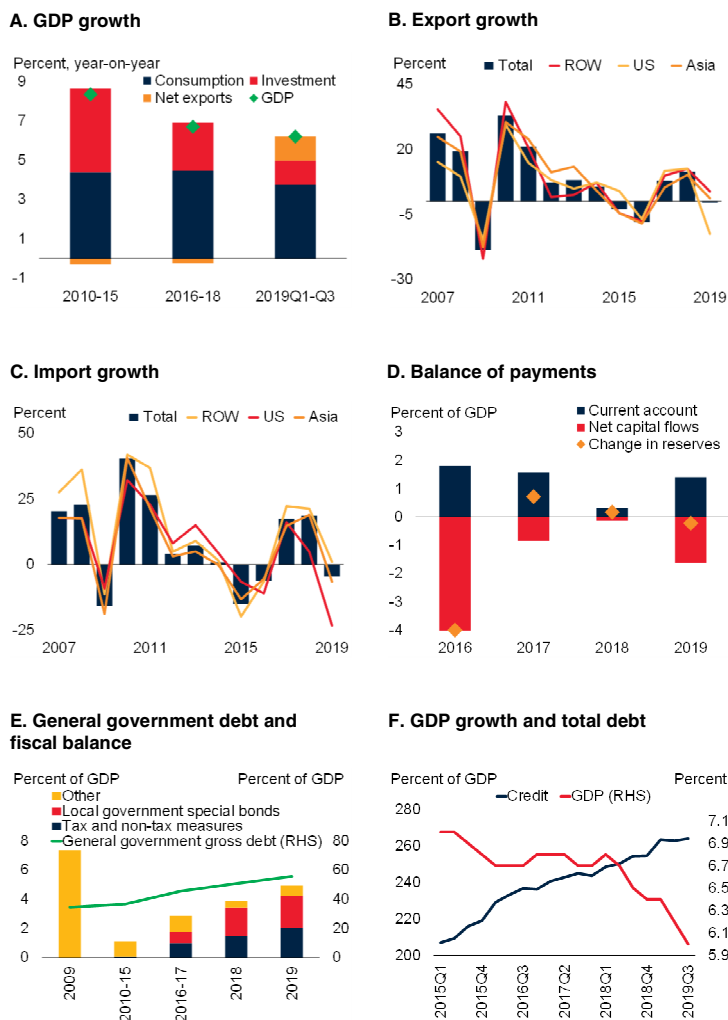 A. GDP growth
Percent, year-on-year
Consumption Investment
Net exports GDP
9
7
5
3
1
-1
2010-15 2016-18 2019Q1-Q3
B. Export growth
Percent
Total ROW US Asia
45
20
-5
-30
2007 2011 2015 2019
C. Import growth
Percent
Total ROW US Asia
50
25
0
-25
2007 2011 2015 2019
D. Balance of payments
Percent of GDP
Current account
Net capital flows
Change in reserves
3
2
1
0
-1
-2
-3
-4
2016 2017 2018 2019
E. General government debt and
fiscal balance
Percent of GDP Percent of GDP
Other
Local government special bonds
Tax and non-tax measures
General government gross debt (RHS)
8 80
6 60
4 40
2 20
0 0
2009 2010-15 2016-17 2018 2019
F. GDP growth and total debt
Percent of GDP Percent
Credit GDP (RHS)
280 7.1
260 6.9
240 6.7
220 6.5
200 6.3
6.1
5.9
2015Q1 2015Q4 2016Q3 2017Q2 2018Q1 2018Q4 2019Q3